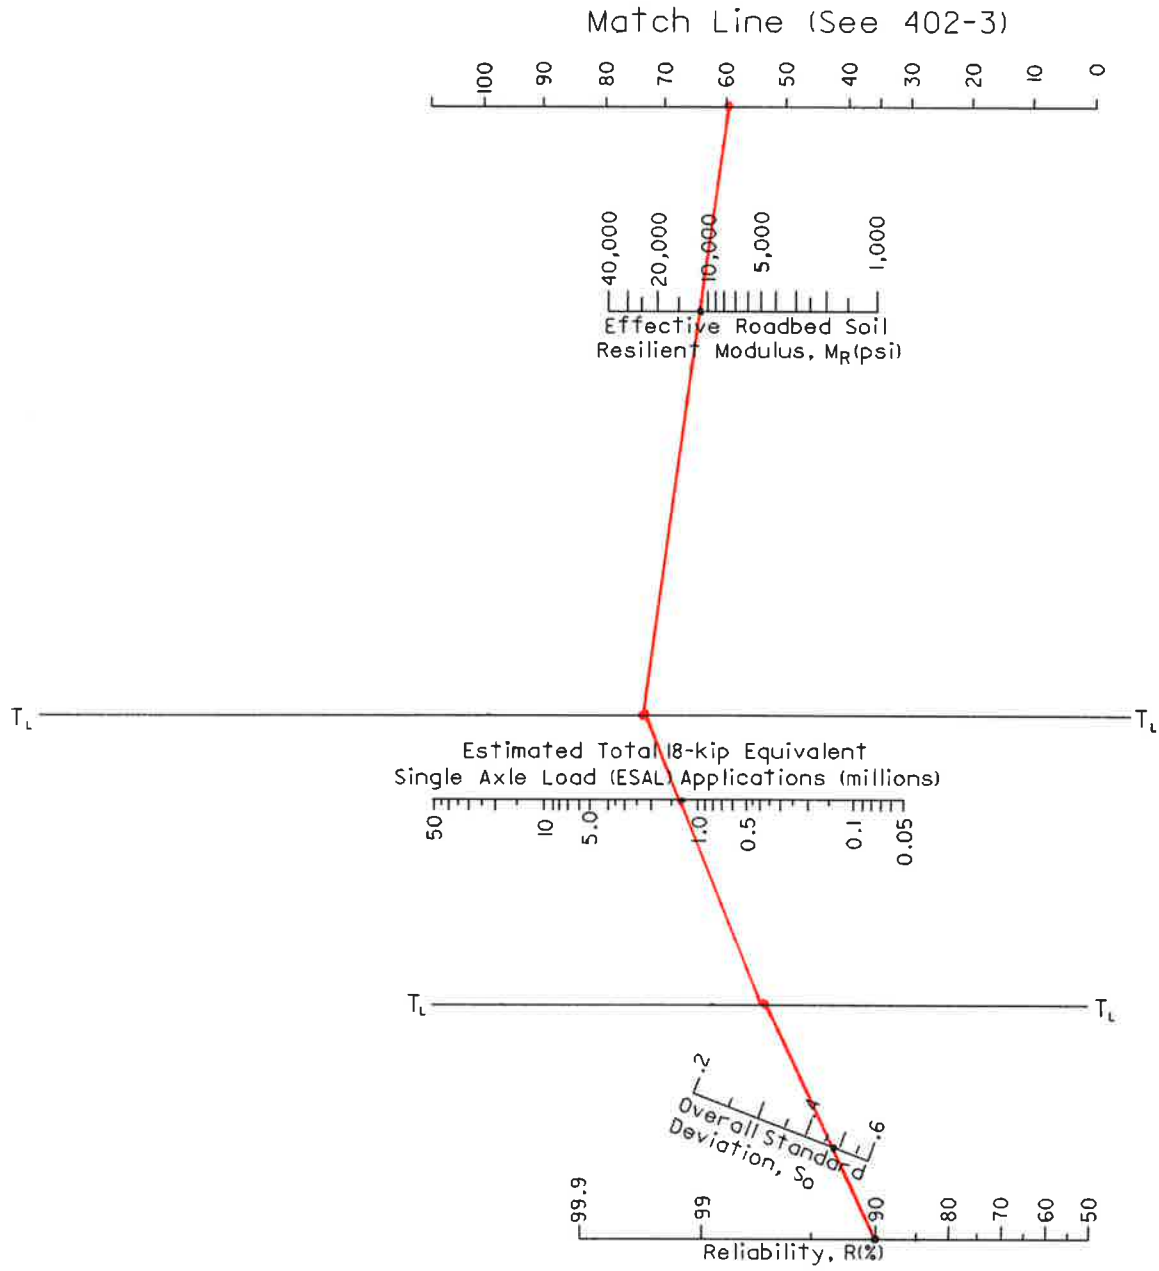 Match Line (See 402-3)
100 90 80 70 60 50 40 30 20 10 0
40,000 20,000 10,000 5,000 1,000
Effective Roadbed Soil
Resilient Modulus, MR(psi)
TL TL
Estimated Total 18-kip Equivalent
Single Axle Load (ESAL) Applications (millions)
50 10 5.0 1.0 0.5 0.1 0.05
TL TL
.2 .4 .6
Overall Standard
Deviation, So
99.9 99 90 80 70 60 50
Reliability, R(%)